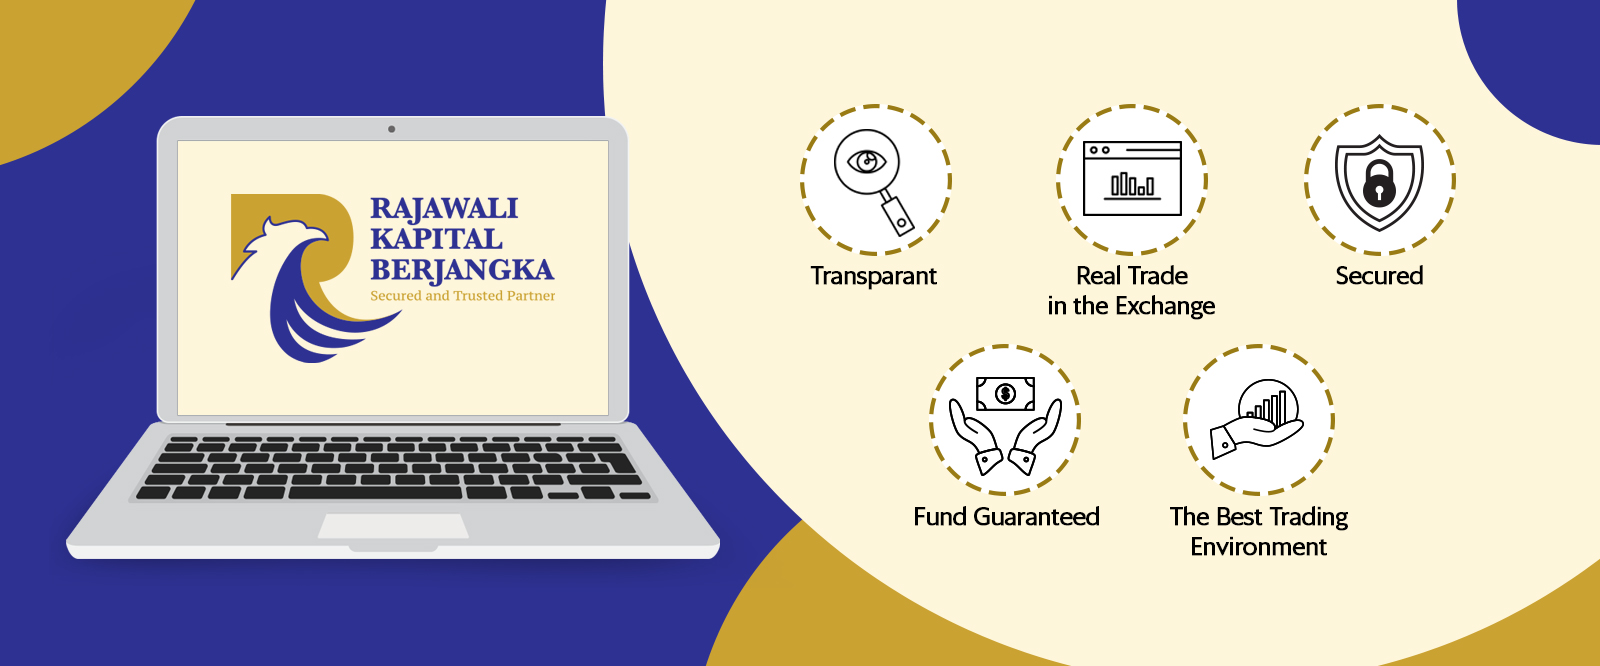 RAJAWALI
KAPITAL
BERJANGKA
Secured and Trusted Partner
Transparant
Real Trade
in the Exchange
Secured
Fund Guaranteed
The Best Trading
Environment